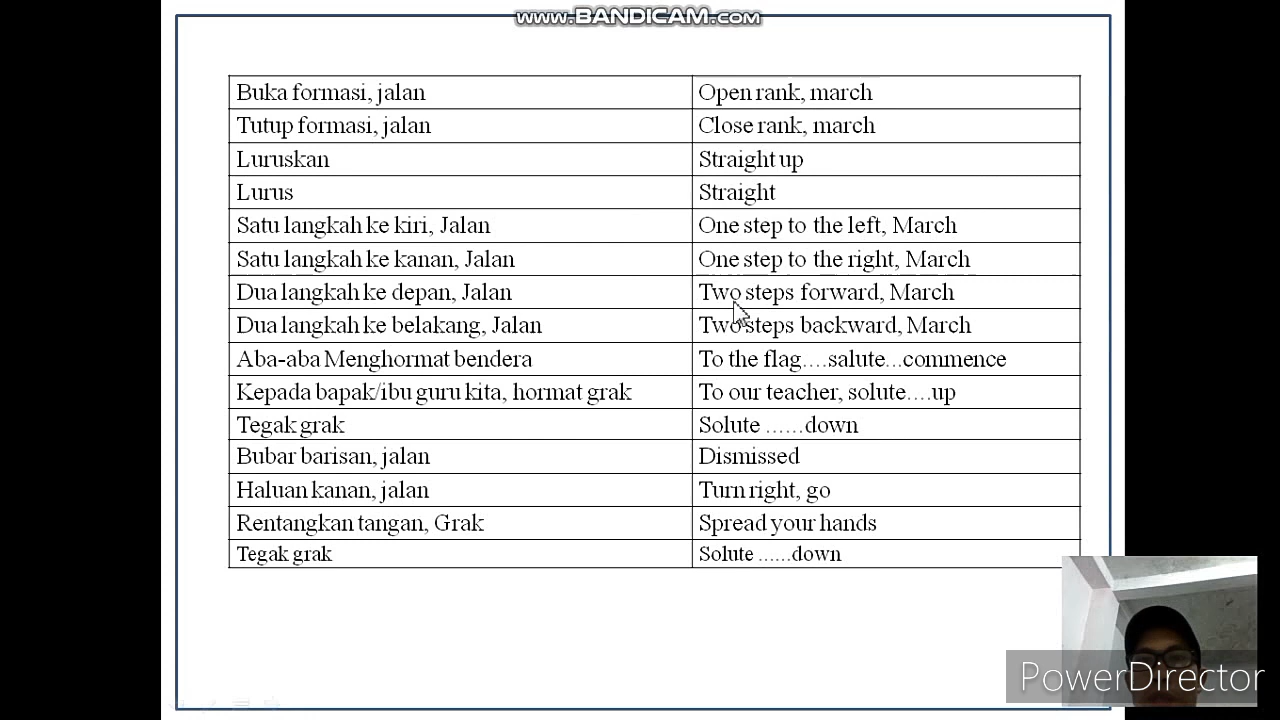 www.BANDICAM.com
Buka formasi, jalan Open rank, march
Tutup formasi, jalan Close rank, march
Luruskan Straight up
Lurus Straight
Satu langkah ke kiri, Jalan One step to the left, March
Satu langkah ke kanan, Jalan One step to the right, March
Dua langkah ke depan, Jalan Two steps forward, March
Dua langkah ke belakang, Jalan Two steps backward, March
Aba-aba Menghormat bendera To the flag....salute...commence
Kepada bapak/ibu guru kita, hormat grak To our teacher, solute....up
Tegak grak Solute ......down
Bubar barisan, jalan Dismissed
Haluan kanan, jalan Turn right, go
Rentangkan tangan, Grak Spread your hands
Tegak grak Solute ......down
PowerDirector